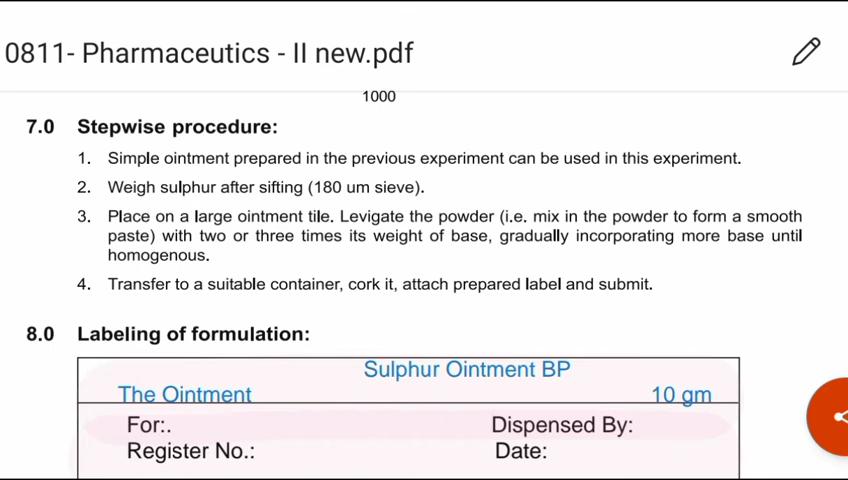 0811- Pharmaceutics - II new.pdf
1000
7.0 Stepwise procedure:
1. Simple ointment prepared in the previous experiment can be used in this experiment.
2. Weigh sulphur after sifting (180 um sieve).
3. Place on a large ointment tile. Levigate the powder (i.e. mix in the powder to form a smooth
paste) with two or three times its weight of base, gradually incorporating more base until
homogenous.
4. Transfer to a suitable container, cork it, attach prepared label and submit.
8.0 Labeling of formulation:
Sulphur Ointment BP
The Ointment 10 gm
For:. Dispensed By:
Register No.: Date: